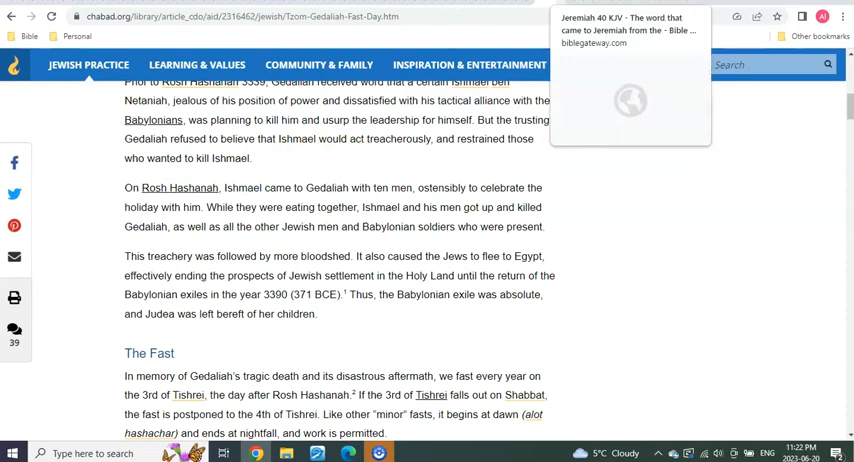 chabad.org/library/article_cdo/aid/2316462/jewish/Tzom-Gedaliah-Fast-Day.htm
Jeremiah 40 KJV - The word that
came to Jeremiah from the - Bible ...
biblegateway.com
Bible
Personal
Other bookmarks
JEWISH PRACTICE
LEARNING & VALUES
COMMUNITY & FAMILY
INSPIRATION & ENTERTAINMENT
Search
Prior to Rosh Hashanah 3339, Gedaliah received word that a certain Ishmael ben
Netaniah, jealous of his position of power and dissatisfied with his tactical alliance with the
Babylonians, was planning to kill him and usurp the leadership for himself. But the trusting
Gedaliah refused to believe that Ishmael would act treacherously, and restrained those
who wanted to kill Ishmael.
On Rosh Hashanah, Ishmael came to Gedaliah with ten men, ostensibly to celebrate the
holiday with him. While they were eating together, Ishmael and his men got up and killed
Gedaliah, as well as all the other Jewish men and Babylonian soldiers who were present.
This treachery was followed by more bloodshed. It also caused the Jews to flee to Egypt,
effectively ending the prospects of Jewish settlement in the Holy Land until the return of the
Babylonian exiles in the year 3390 (371 BCE).1 Thus, the Babylonian exile was absolute,
and Judea was left bereft of her children.
39
The Fast
In memory of Gedaliah's tragic death and its disastrous aftermath, we fast every year on
the 3rd of Tishrei, the day after Rosh Hashanah.2 If the 3rd of Tishrei falls out on Shabbat,
the fast is postponed to the 4th of Tishrei. Like other "minor" fasts, it begins at dawn (alot
hashachar) and ends at nightfall, and work is permitted.
Type here to search
5°C Cloudy
ENG
11:22 PM
2023-06-20
2